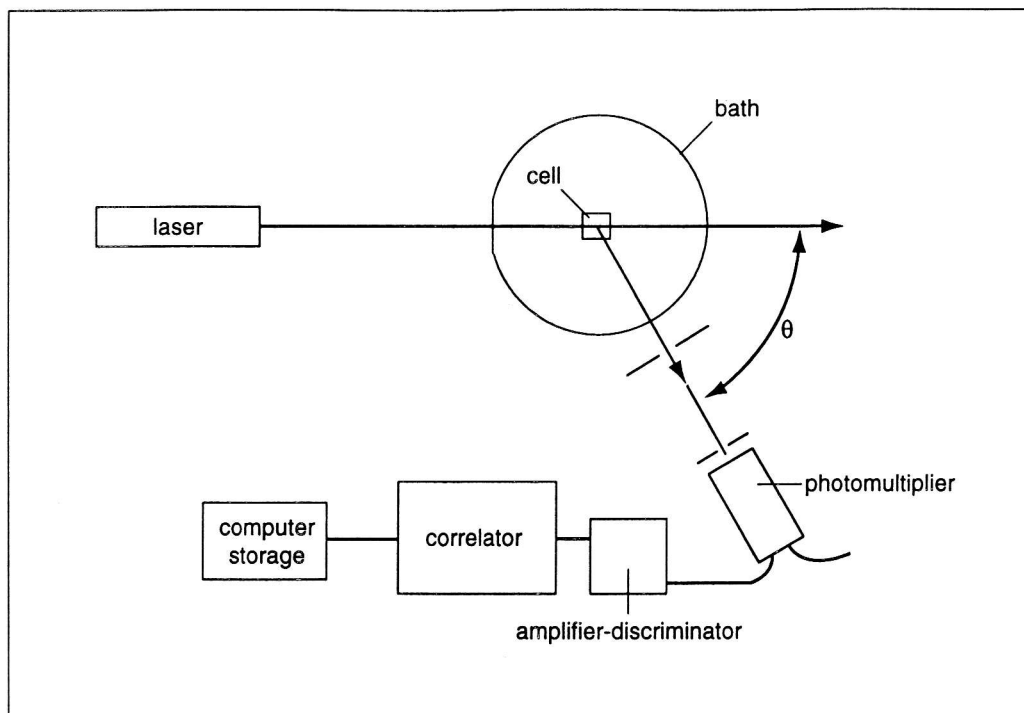 bath
cell
laser
θ
photomultiplier
computer
storage
correlator
amplifier-discriminator